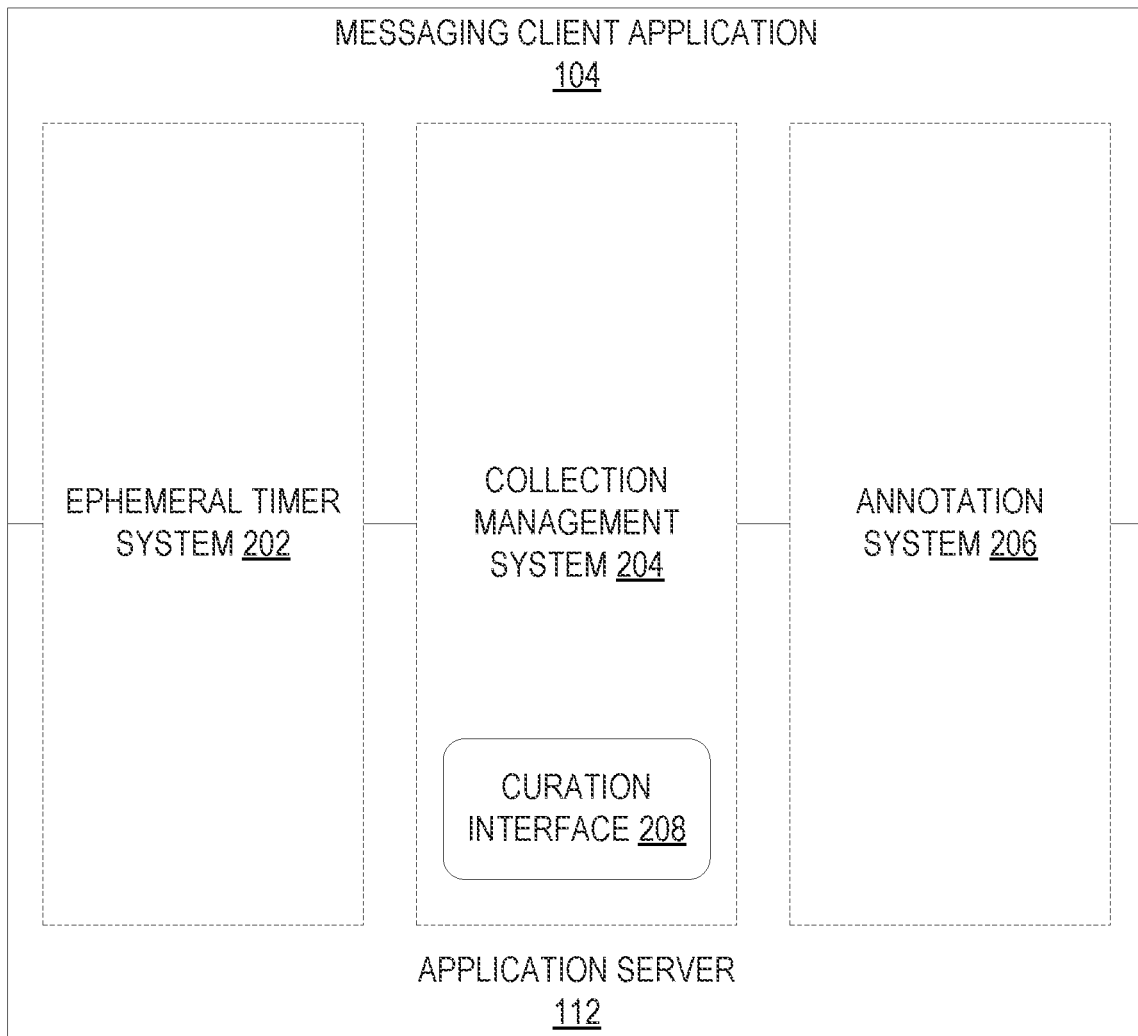 MESSAGING CLIENT APPLICATION
104
EPHEMERAL TIMER
SYSTEM 202
COLLECTION
MANAGEMENT
SYSTEM 204
ANNOTATION
SYSTEM 206
CURATION
INTERFACE 208
APPLICATION SERVER
112